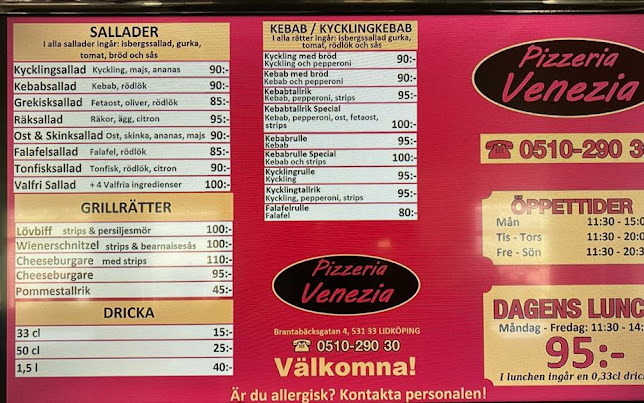 SALLADER
I alla sallader ingår: isbergssallad, gurka,
tomat, bröd och sås
Kycklingsallad Kyckling, majs, ananas 90:-
Kebabsallad Kebab, rödlök 90:-
Grekisksallad Fetaost, oliver, rödlök 85:-
Räksallad Räkor, ägg, citron 95:-
Ost & Skinksallad Ost, skinka, ananas, majs 90:-
Falafelsallad Falafel, rödlök 85:-
Tonfisksallad Tonfisk, rödlök, citron 90:-
Valfri Sallad + 4 Valfria ingredienser 100:-
GRILLRÄTTER
Lövbiff strips & persiljesmör 100:-
Wienerschnitzel strips & bearnaisesås 100:-
Cheeseburgare med strips 110:-
Cheeseburgare 95:-
Pommestallrik 45:-
DRICKA
33 cl 15:-
50 cl 25:-
1,5 l 40:-
KEBAB / KYCKLINGKEBAB
I alla rätter ingår: isbergssallad gurka,
tomat, rödlök och sås
Kyckling med bröd
Kyckling och pepperoni 90:-
Kebab med bröd
Kebab och pepperoni 90:-
Kebabtallrik
Kebab, pepperoni, strips 95:-
Kebabtallrik Special
Kebab, pepperoni, ost, fetaost,
strips 100:-
Kebabrulle
Kebab 95:-
Kebabrulle Special
Kebab och strips 100:-
Kycklingrulle
Kyckling 95:-
Kycklingtallrik
Kyckling, pepperoni, strips 95:-
Falafelrulle
Falafel 80:-
Pizzeria
Venezia
Brantabäcksgatan 4, 531 33 LIDKÖPING
☎ 0510-290 30
Välkomna!
Är du allergisk? Kontakta personalen!
Pizzeria
Venezia
☎ 0510-290 30
ÖPPETTIDER
Mån 11:30 - 15:0
Tis - Tors 11:30 - 20:3
Fre - Sön 11:30 - 20:3
DAGENS LUNC
Måndag - Fredag: 11:30 - 14:
95:-
I lunchen ingår en 0,33cl dric